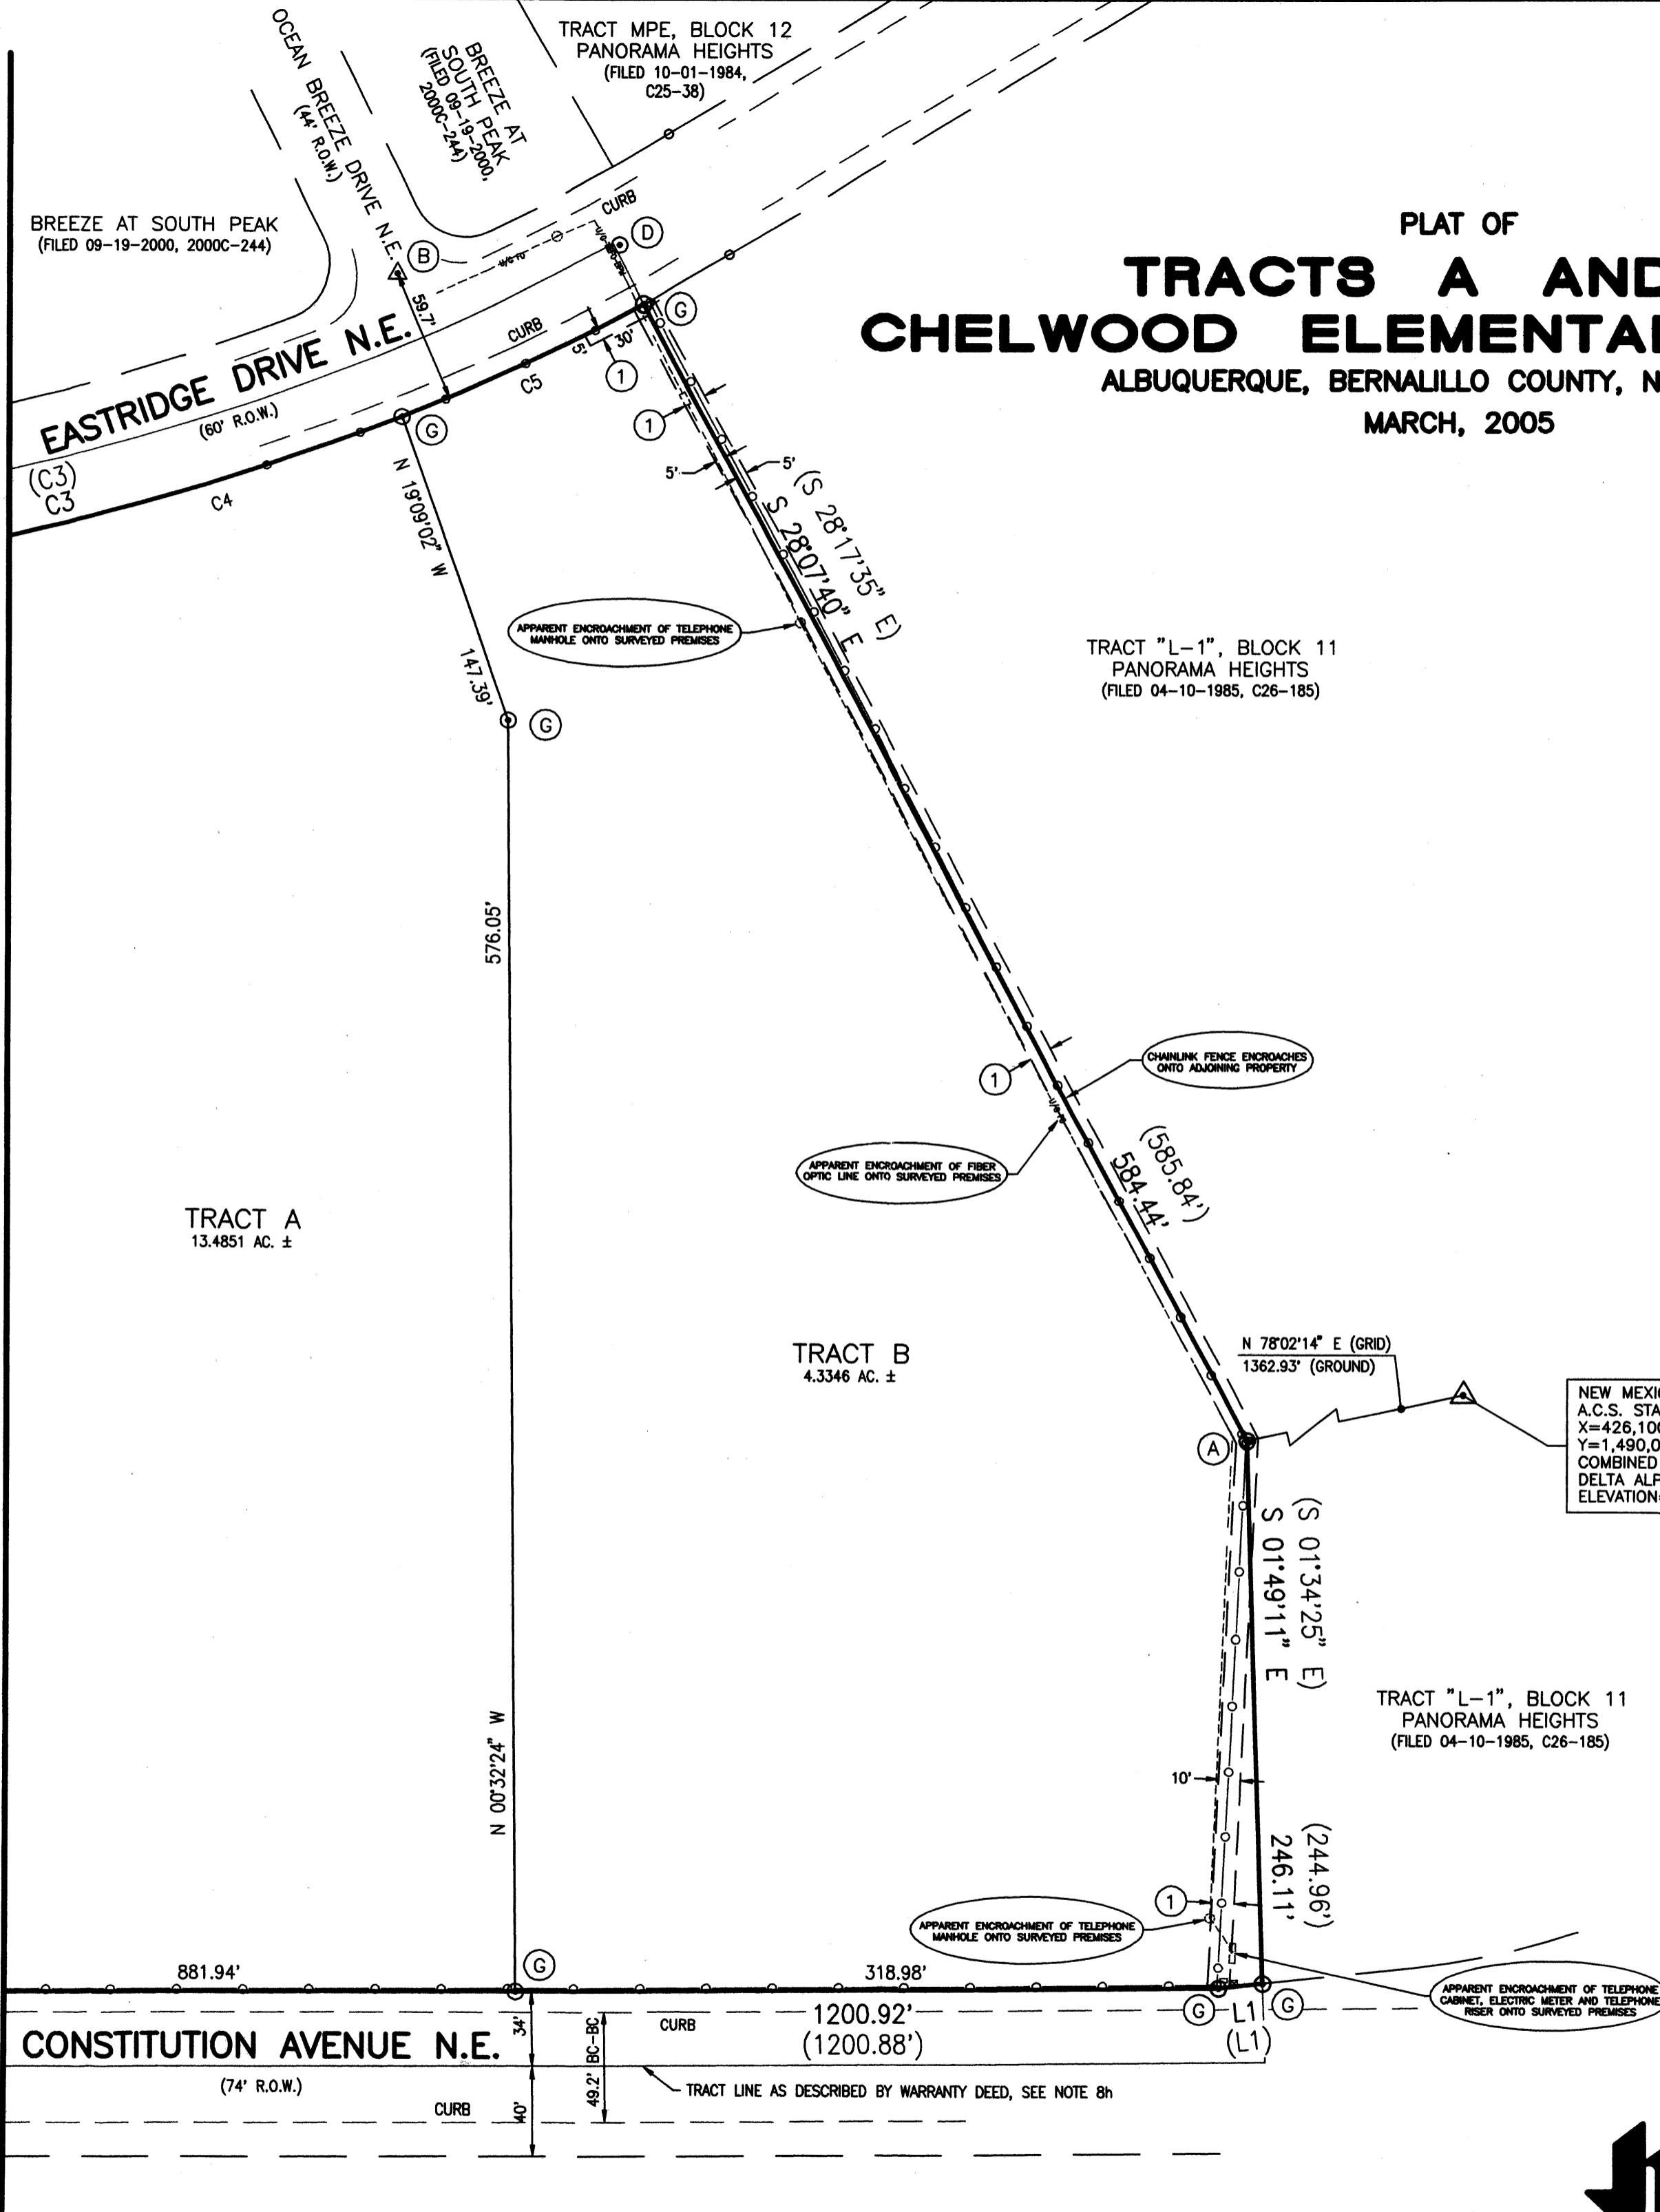 TRACT MPE, BLOCK 12
PANORAMA HEIGHTS
(FILED 10-01-1984,
C25-38)
OCEAN BREEZE DRIVE N.E.
(44' R.O.W.)
BREEZE AT
SOUTH PEAK
(FILED 09-19-2000,
2000C-244)
BREEZE AT SOUTH PEAK
(FILED 09-19-2000, 2000C-244)
CURB
D
B
59.7'
G
CURB
5'
30'
1
C5
EASTRIDGE DRIVE N.E.
(60' R.O.W.)
G
(C3)
C3
C4
1
5'
5'
PLAT OF
TRACTS A AND
CHELWOOD ELEMENTA
ALBUQUERQUE, BERNALILLO COUNTY, N
MARCH, 2005
N 19°09'02" W
147.39'
G
(S 28°17'35" E)
S 28°07'40" E
APPARENT ENCROACHMENT OF TELEPHONE
MANHOLE ONTO SURVEYED PREMISES
TRACT "L-1", BLOCK 11
PANORAMA HEIGHTS
(FILED 04-10-1985, C26-185)
576.05'
1
CHAINLINK FENCE ENCROACHES
ONTO ADJOINING PROPERTY
APPARENT ENCROACHMENT OF FIBER
OPTIC LINE ONTO SURVEYED PREMISES
(585.84')
584.44'
TRACT A
13.4851 AC. ±
TRACT B
4.3346 AC. ±
N 78°02'14" E (GRID)
1362.93' (GROUND)
NEW MEXI
A.C.S. STA
X=426,100
Y=1,490,0
COMBINED
DELTA ALP
ELEVATION=
A
(S 01°34'25" E)
S 01°49'11" E
TRACT "L-1", BLOCK 11
PANORAMA HEIGHTS
(FILED 04-10-1985, C26-185)
N 00°32'24" W
10'
(244.96')
246.11'
1
APPARENT ENCROACHMENT OF TELEPHONE
MANHOLE ONTO SURVEYED PREMISES
APPARENT ENCROACHMENT OF TELEPHONE
CABINET, ELECTRIC METER AND TELEPHONE
RISER ONTO SURVEYED PREMISES
881.94'
G
318.98'
G
L1
G
(L1)
1200.92'
(1200.88')
CURB
34'
49.2' BC-BC
CONSTITUTION AVENUE N.E.
(74' R.O.W.)
TRACT LINE AS DESCRIBED BY WARRANTY DEED, SEE NOTE 8h
CURB
40'